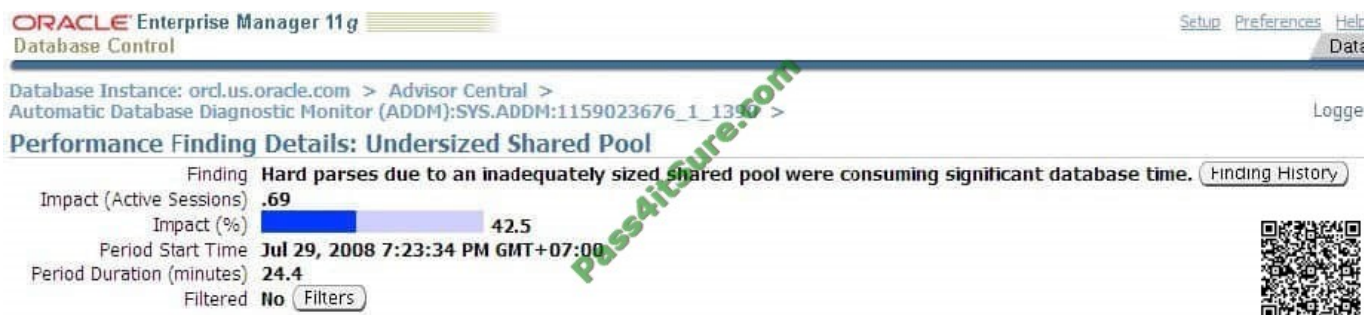 ORACLE Enterprise Manager 11g
Database Control
Setup Preferences Help
Data
Database Instance: orcl.us.oracle.com > Advisor Central >
Automatic Database Diagnostic Monitor (ADDM):SYS.ADDM:1159023676_1_1390 >
Logge
Performance Finding Details: Undersized Shared Pool
Finding Hard parses due to an inadequately sized shared pool were consuming significant database time. Finding History
Impact (Active Sessions) .69
Impact (%) 42.5
Period Start Time Jul 29, 2008 7:23:34 PM GMT+07:00
Period Duration (minutes) 24.4
Filtered No Filters
Pass4itSure.com